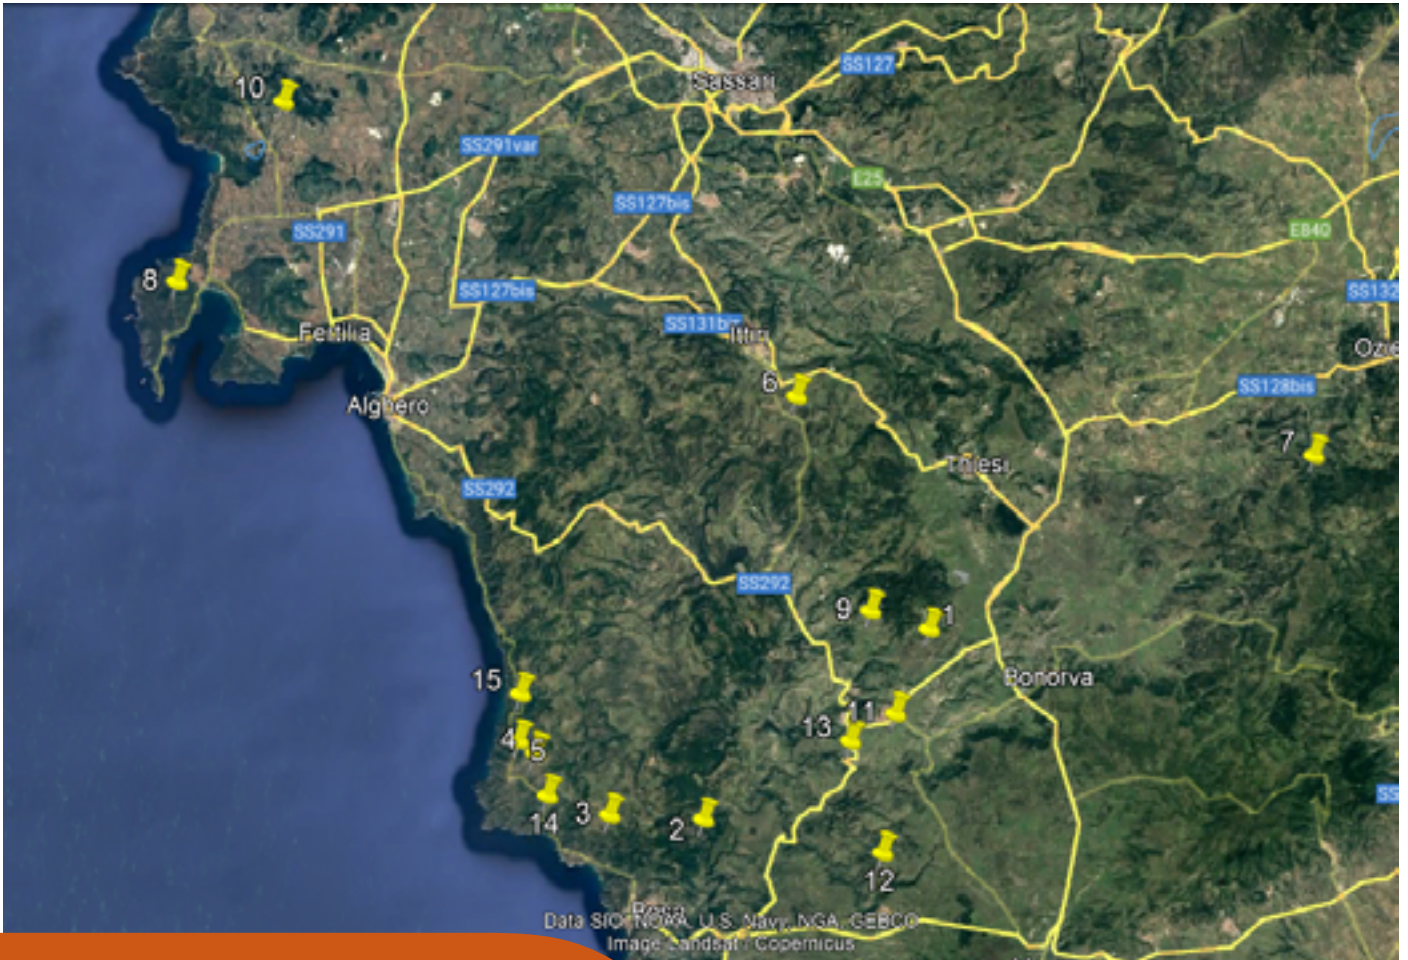 Sassari
SS127
10
SS291var
E25
SS127bis
SS291
E840
8
SS127bis
SS132
SS131bis
Ittiri
Fertilia
6
SS128bis
Alghero
7
Thiesi
SS292
SS292
9
1
15
Bonorva
11
13
4
5
SS
3
14
2
12
Bosa
Data SIO, NOAA, U.S. Navy, NGA, GEBCO
Image Landsat / Copernicus